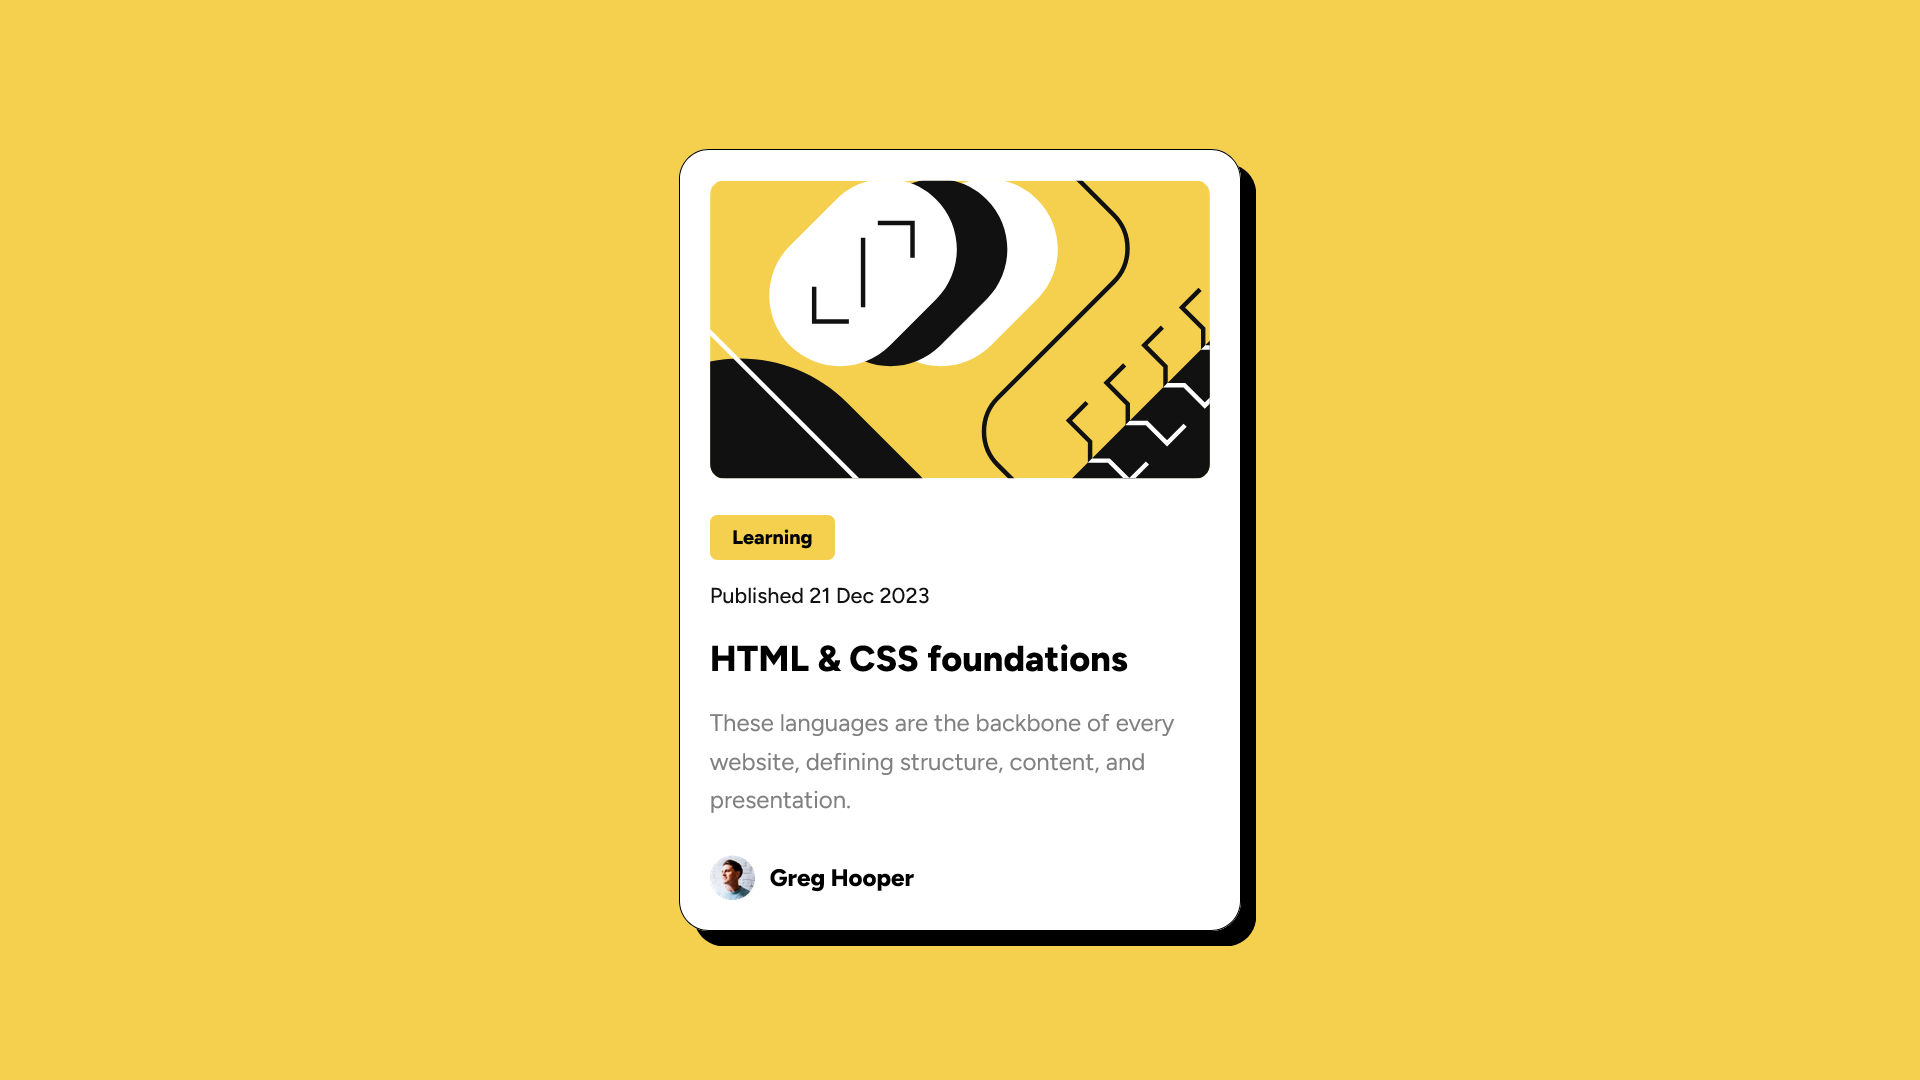 Learning
Published 21 Dec 2023
HTML & CSS foundations
These languages are the backbone of every
website, defining structure, content, and
presentation.
Greg Hooper